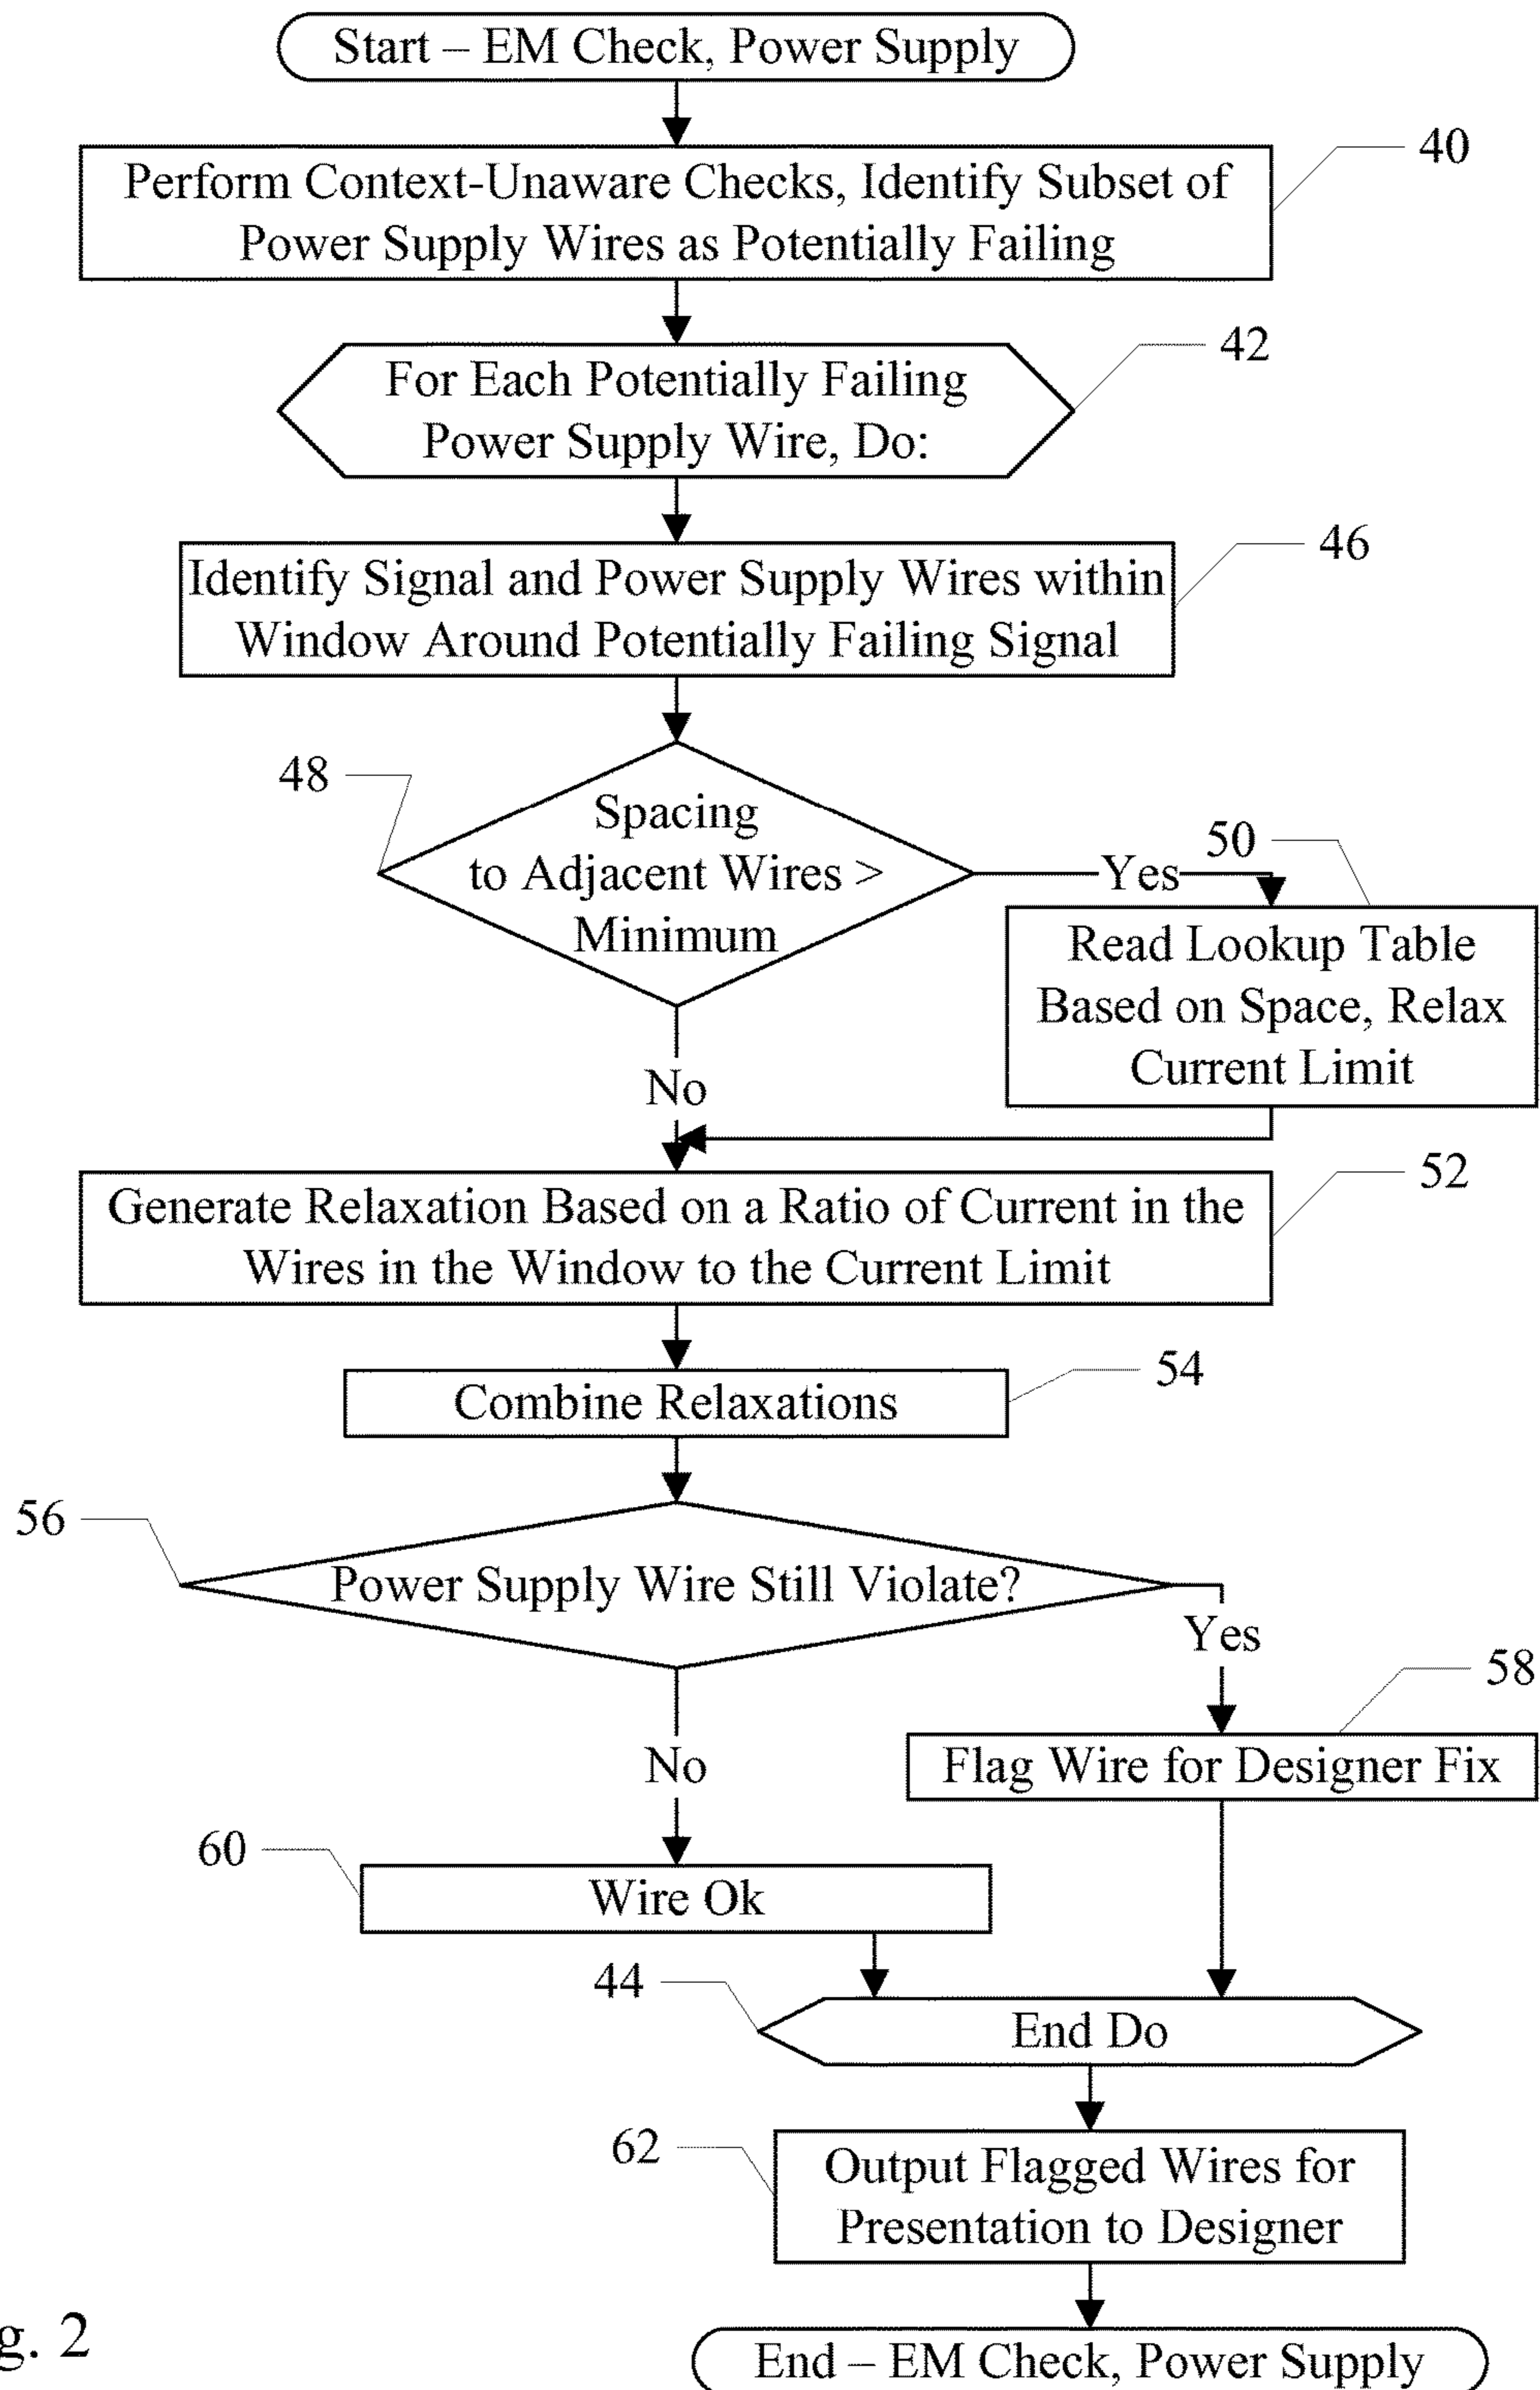 Start – EM Check, Power Supply
40
Perform Context-Unaware Checks, Identify Subset of
Power Supply Wires as Potentially Failing
42
For Each Potentially Failing
Power Supply Wire, Do:
46
Identify Signal and Power Supply Wires within
Window Around Potentially Failing Signal
48
Spacing
to Adjacent Wires >
Minimum
Yes
50
Read Lookup Table
Based on Space, Relax
Current Limit
No
52
Generate Relaxation Based on a Ratio of Current in the
Wires in the Window to the Current Limit
54
Combine Relaxations
56
Power Supply Wire Still Violate?
Yes
58
Flag Wire for Designer Fix
No
60
Wire Ok
44
End Do
62
Output Flagged Wires for
Presentation to Designer
g. 2
End – EM Check, Power Supply